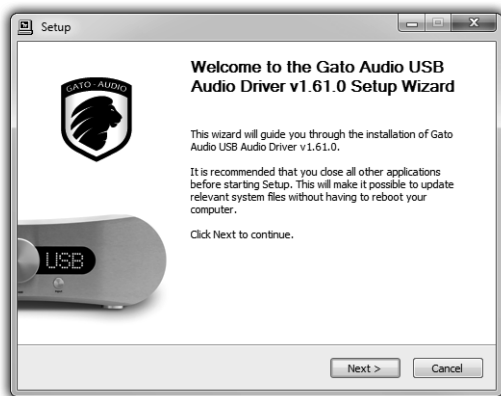 Setup
GATO - AUDIO
Welcome to the Gato Audio USB
Audio Driver v1.61.0 Setup Wizard
This wizard will guide you through the installation of Gato
Audio USB Audio Driver v1.61.0.
It is recommended that you close all other applications
before starting Setup. This will make it possible to update
relevant system files without having to reboot your
computer.
Click Next to continue.
USB
Next >
Cancel